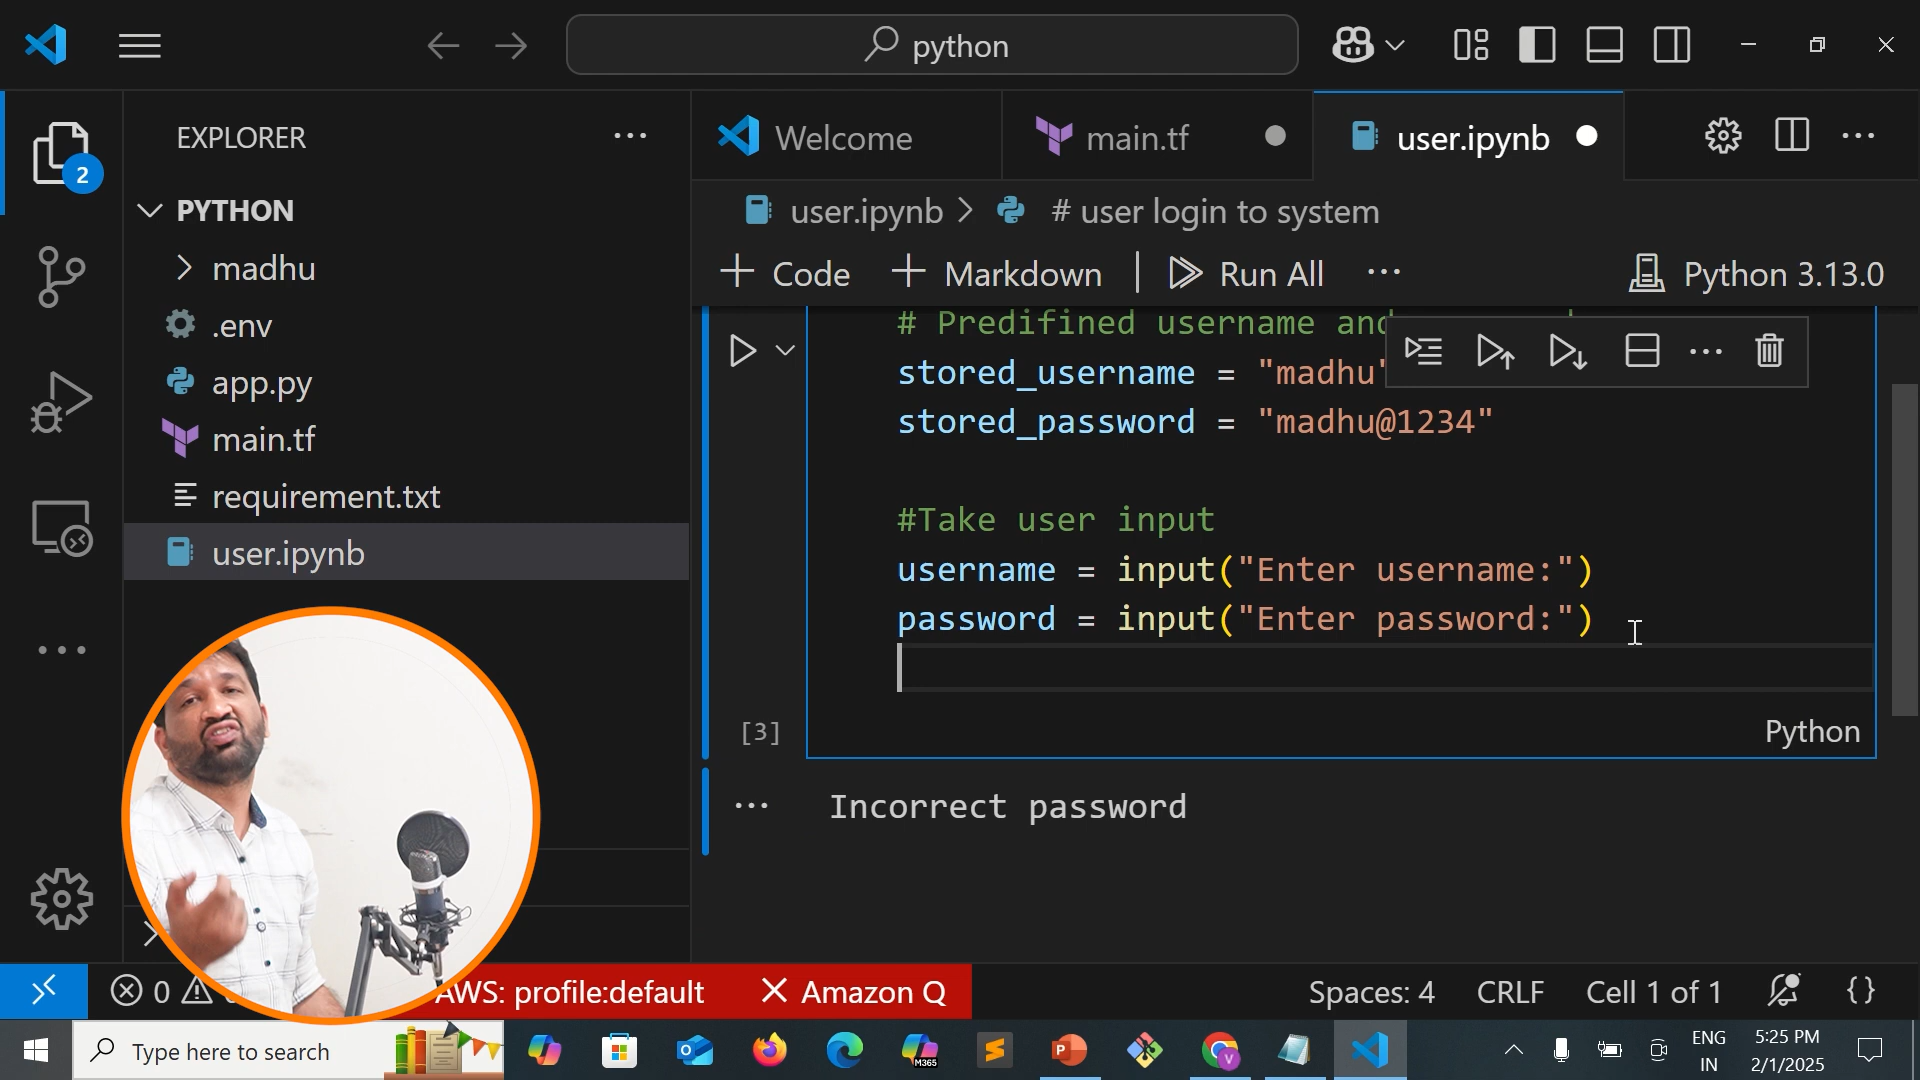 python
EXPLORER
Welcome
main.tf
user.ipynb
2
PYTHON
user.ipynb > # user login to system
madhu
Code
Markdown
Run All
Python 3.13.0
.env
# Predifined username and
stored_username = "madhu"
app.py
stored_password = "madhu@1234"
main.tf
requirement.txt
#Take user input
user.ipynb
username = input("Enter username:")
password = input("Enter password:")
[3]
Python
Incorrect password
0
AWS: profile:default
Amazon Q
Spaces: 4
CRLF
Cell 1 of 1
{}
Type here to search
M365
P
V
ENG
IN
5:25 PM
2/1/2025